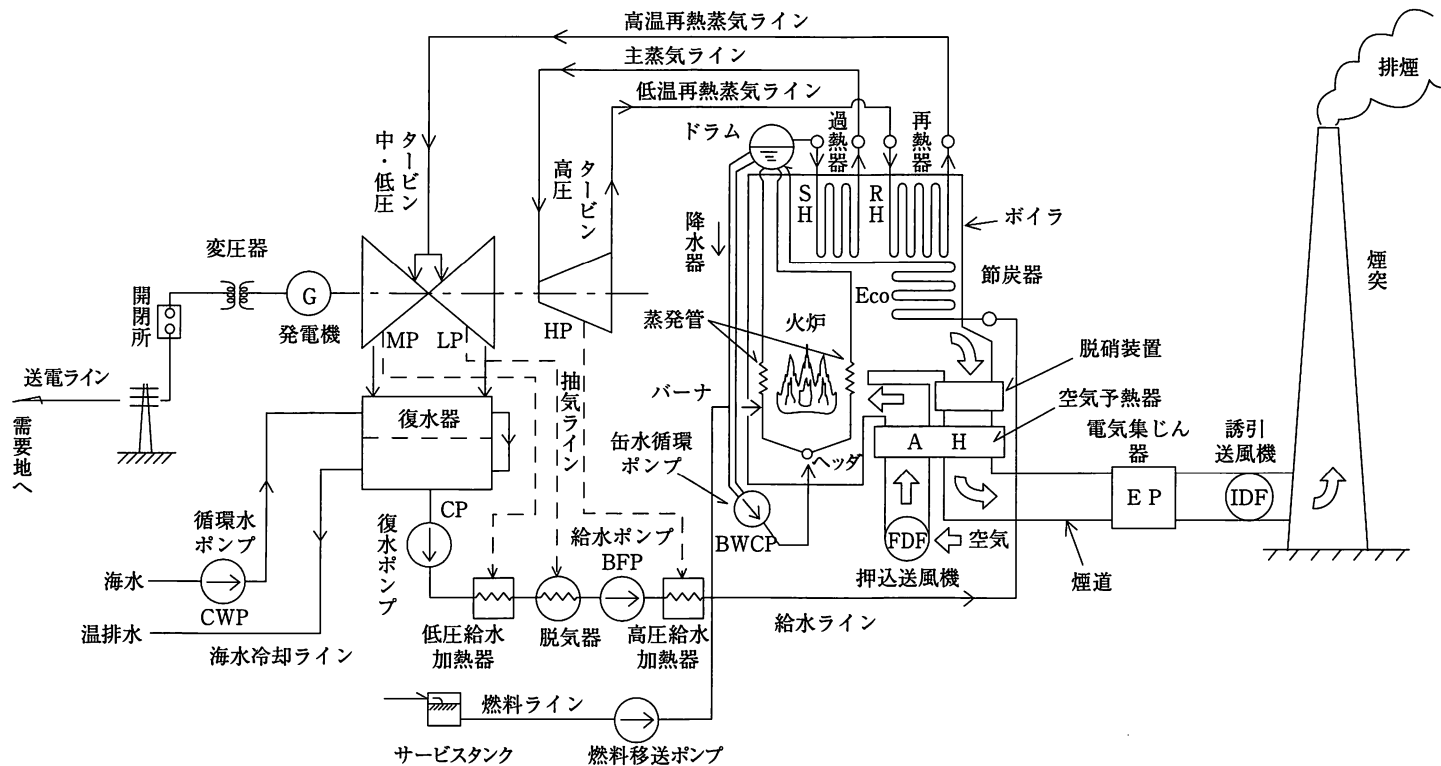 高温再熱蒸気ライン
主蒸気ライン
低温再熱蒸気ライン
排煙
ドラム
過熱器
再熱器
中・低圧
タービン
高圧
タービン
SH
RH
ボイラ
降水器
変圧器
節炭器
煙突
開閉所
G
Eco
発電機
MP
LP
HP
蒸発管
火炉
脱硝装置
送電ライン
抽気ライン
バーナ
空気予熱器
復水器
A H
電気集じん
器
誘引
送風機
需要地へ
缶水循環
ポンプ
ヘッダ
E P
IDF
CP
循環水
ポンプ
復水ポンプ
給水ポンプ
BFP
BWCP
FDF
空気
海水
押込送風機
煙道
CWP
給水ライン
温排水
低圧給水
加熱器
脱気器
高圧給水
加熱器
海水冷却ライン
燃料ライン
サービスタンク
燃料移送ポンプ